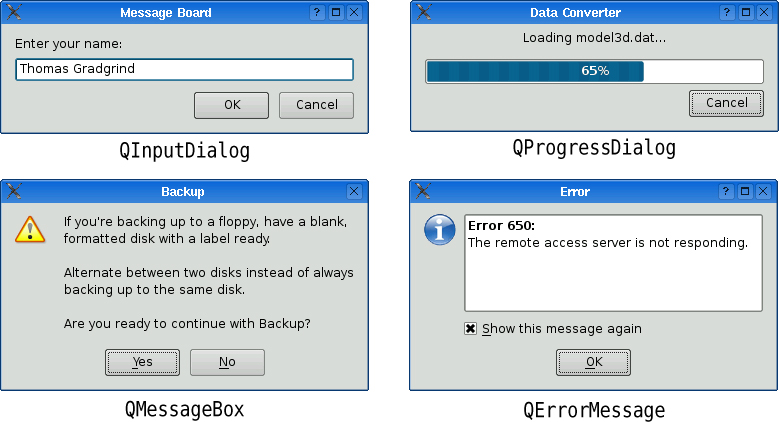 Message Board
?
Enter your name:
Thomas Gradgrind
OK Cancel
QInputDialog
Data Converter
?
Loading model3d.dat...
65%
Cancel
QProgressDialog
Backup
If you're backing up to a floppy, have a blank,
formatted disk with a label ready.
Alternate between two disks instead of always
backing up to the same disk.
Are you ready to continue with Backup?
Yes No
QMessageBox
Error
?
Error 650:
The remote access server is not responding.
Show this message again
OK
QErrorMessage